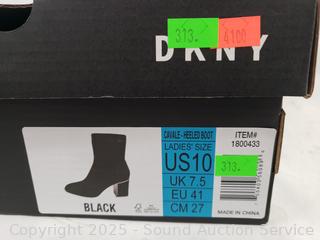 313.
4100
DKNY
CAVALE - HEELED BOOT
LADIES' SIZE
US10
UK 7.5
EU 41
CM 27
ITEM#
1800433
313.
BLACK
MADE IN CHINA
Copyright 2025 - Sound Auction Service